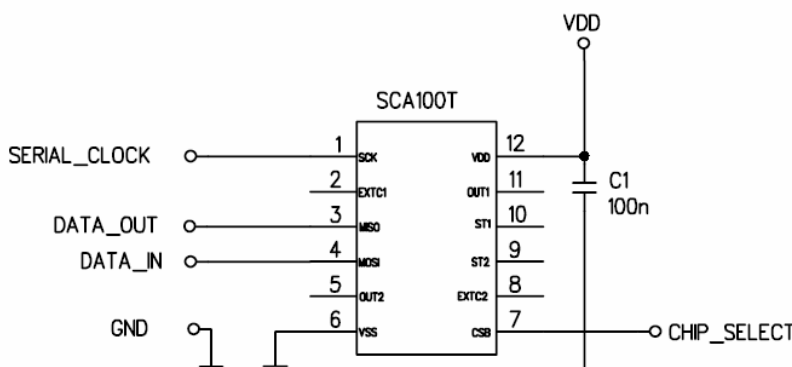 VDD
SCA100T
SERIAL_CLOCK 1 SCK VDD 12
2 EXTC1 OUT1 11 C1
100n
DATA_OUT 3 MISO ST1 10
DATA_IN 4 MOSI ST2 9
5 OUT2 EXTC2 8
GND 6 VSS CSB 7 CHIP_SELECT